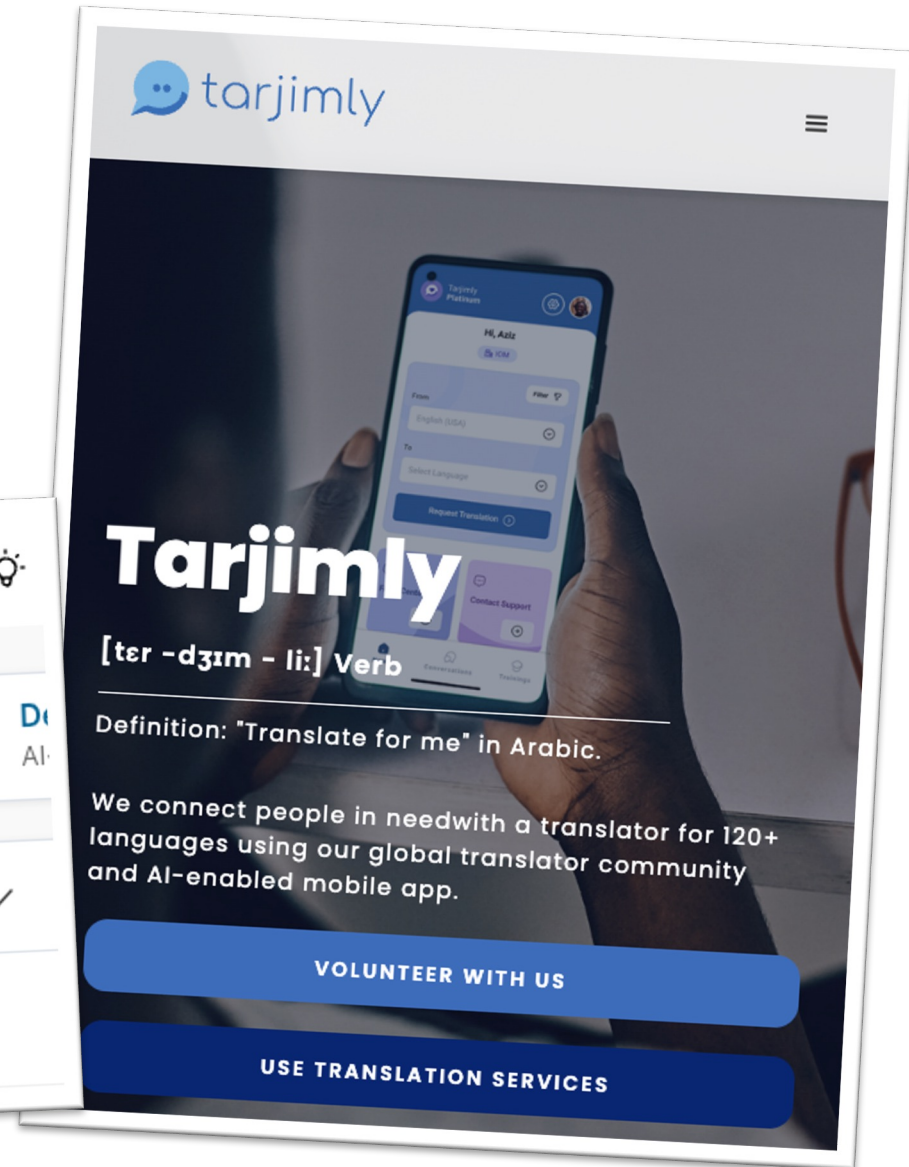 tarjimly
Tarjimly
Platinum
Hi, Aziz
Filter
From
English (USA)
To
Select Language
Request Translation
Contact Support
Conversations
Trainings
Tarjimly
[tɛr -dʒɪm - li:] Verb
Definition: "Translate for me" in Arabic.
We connect people in needwith a translator for 120+
languages using our global translator community
and AI-enabled mobile app.
VOLUNTEER WITH US
USE TRANSLATION SERVICES